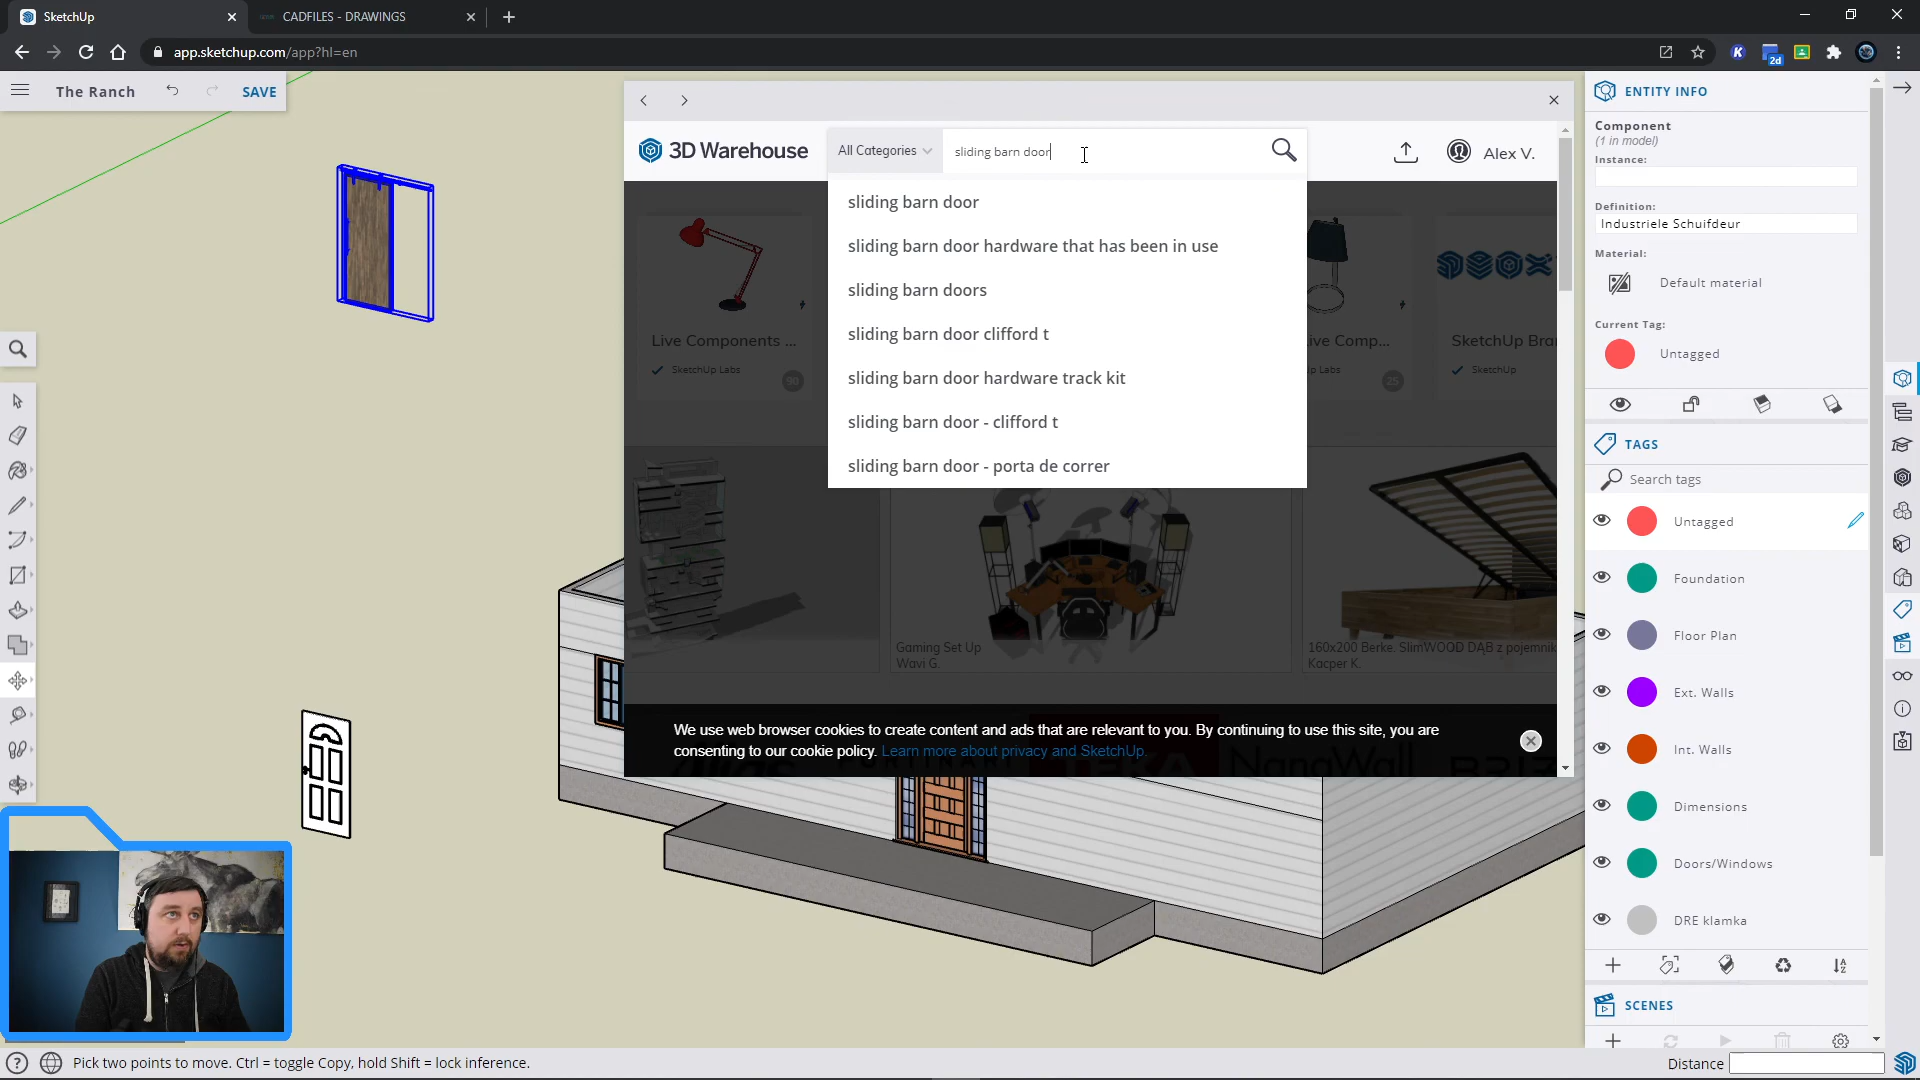 SketchUp
CADFILES - DRAWINGS
app.sketchup.com/app?hl=en
2d
The Ranch
SAVE
3D Warehouse
All Categories
sliding barn door
Alex V.
sliding barn door
sliding barn door hardware that has been in use
sliding barn doors
sliding barn door clifford t
sliding barn door hardware track kit
sliding barn door - clifford t
sliding barn door - porta de correr
Live Components ...
SketchUp Labs
Live Comp...
p Labs
25
SketchUp Bra
SketchUp
Gaming Set Up
Wavi G.
160x200 Berke. SlimWOOD DĄB z pojemnik
Kacper K.
We use web browser cookies to create content and ads that are relevant to you. By continuing to use this site, you are
consenting to our cookie policy. Learn more about privacy and SketchUp.
NanaWall
ENTITY INFO
Component
(1 in model)
Instance:
Definition:
Industriele Schuifdeur
Material:
Default material
Current Tag:
Untagged
TAGS
Search tags
Untagged
Foundation
Floor Plan
Ext. Walls
Int. Walls
Dimensions
Doors/Windows
DRE klamka
SCENES
Pick two points to move. Ctrl = toggle Copy, hold Shift = lock inference.
Distance